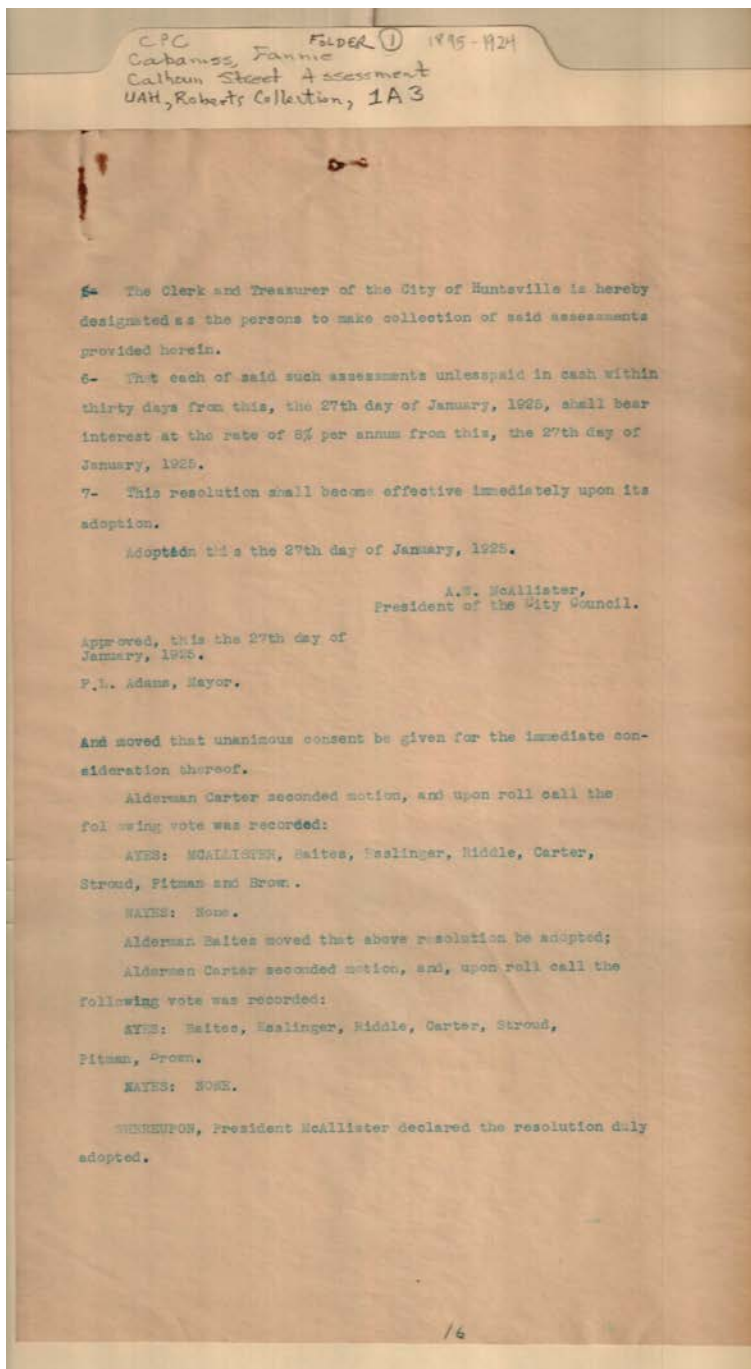 CPC FOLDER 1 1895-1924
Cabaniss, Fannie
Calhoun Street Assessment
UAH, Roberts Collection, 1A3
5- The Clerk and Treasurer of the City of Huntsville is hereby
designated as the persons to make collection of said assessments
provided herein.
6- That each of said such assessments unlesspaid in cash within
thirty days from this, the 27th day of January, 1925, shall bear
interest at the rate of 8% per annum from this, the 27th day of
January, 1925.
7- This resolution shall become effective immediately upon its
adoption.
Adoptédn this the 27th day of January, 1925.
A.W. McAllister,
President of the City Council.
Approved, this the 27th day of
January, 1925.
F.L. Adams, Mayor.
And moved that unanimous consent be given for the immediate con-
sideration thereof.
Alderman Carter seconded motion, and upon roll call the
fol owing vote was recorded:
AYES: MCALLISTER, Baites, Esslinger, Riddle, Carter,
Stroud, Pitman and Brown.
NAYES: None.
Alderman Baites moved that above resolution be adopted;
Aldermen Carter seconded motion, and, upon roll call the
following vote was recorded:
AYES: Baites, Esslinger, Riddle, Carter, Stroud,
Pitman, Brown.
NAYES: NONE.
WHEREUPON, President McAllister declared the resolution duly
adopted.
16